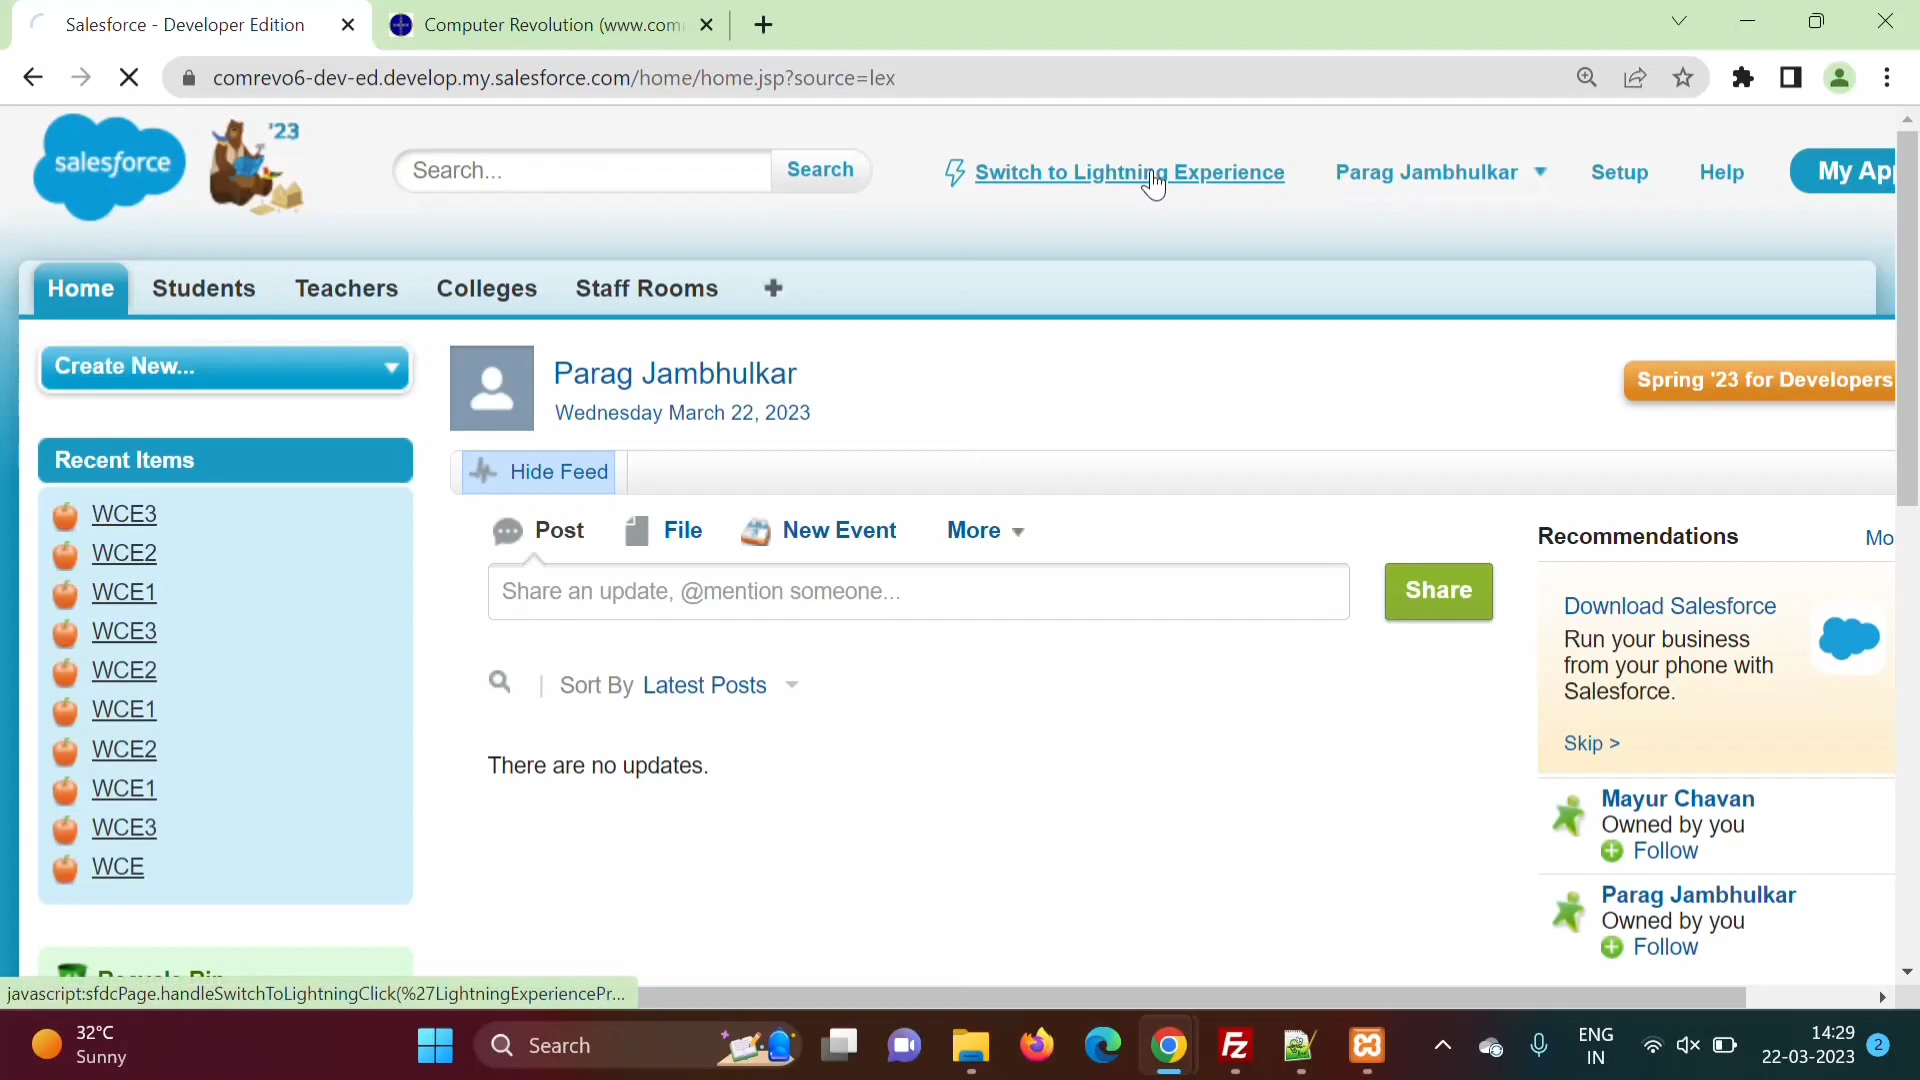 Salesforce - Developer Edition
Computer Revolution (www.com
comrevo6-dev-ed.develop.my.salesforce.com/home/home.jsp?source=lex
salesforce
'23
Search...
Search
Switch to Lightning Experience
Parag Jambhulkar
Setup
Help
My Ap
Home
Students
Teachers
Colleges
Staff Rooms
Create New...
Parag Jambhulkar
Wednesday March 22, 2023
Spring '23 for Developers
Recent Items
Hide Feed
WCE3
WCE2
WCE1
WCE3
WCE2
WCE1
WCE2
WCE1
WCE3
WCE
Post
File
New Event
More
Share an update, @mention someone...
Share
Sort By Latest Posts
There are no updates.
Recommendations
Mo
Download Salesforce
Run your business
from your phone with
Salesforce.
Skip >
Mayur Chavan
Owned by you
Follow
Parag Jambhulkar
Owned by you
Follow
Recycle Bin
javascript:sfdcPage.handleSwitchToLightningClick(%27LightningExperiencePr...
32°C
Sunny
Search
ENG
IN
14:29
22-03-2023
2